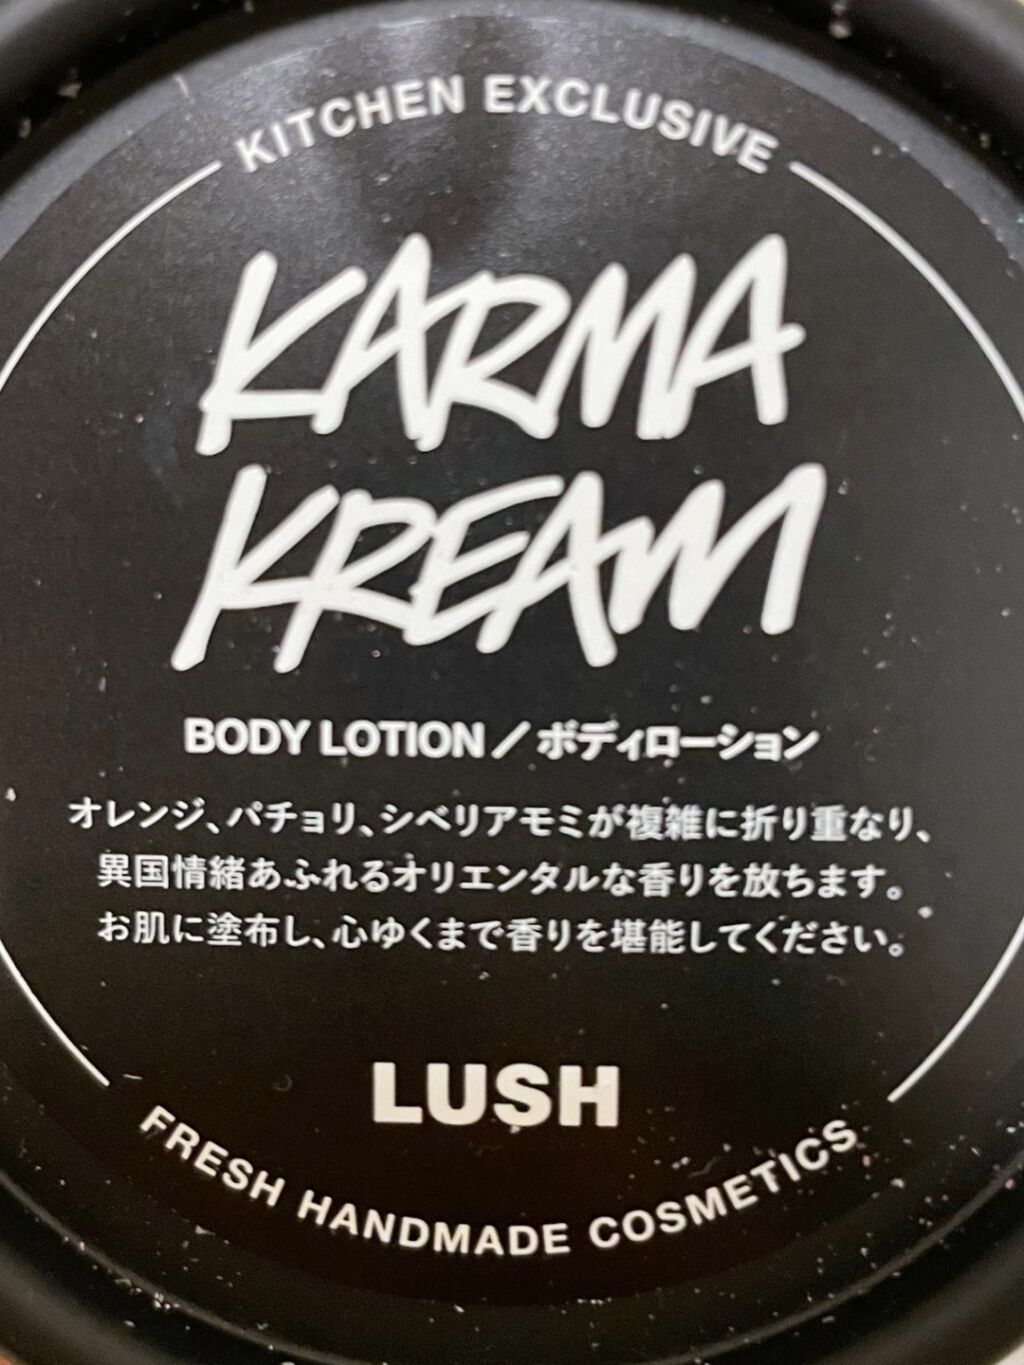 KITCHEN EXCLUSIVE
KARMA
KREAM
BODY LOTION／ボディローション
オレンジ、パチョリ、シベリアモミが複雑に折り重なり、
異国情緒あふれるオリエンタルな香りを放ちます。
お肌に塗布し、心ゆくまで香りを堪能してください。
LUSH
FRESH HANDMADE COSMETICS